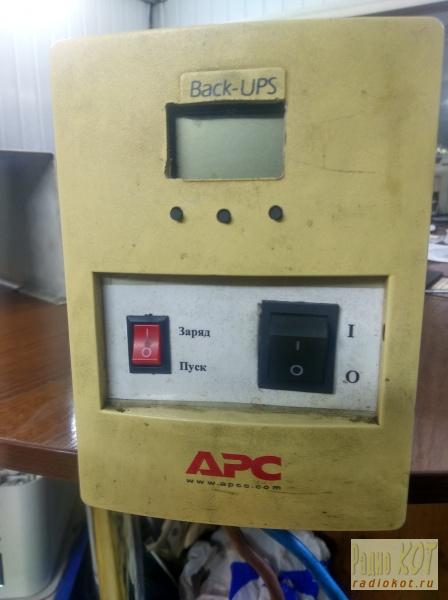 Back-UPS
Заряд
I
Пуск
O
I
O
I
O
APC
www.apcc.com
Радио КОТ
radiokot.ru